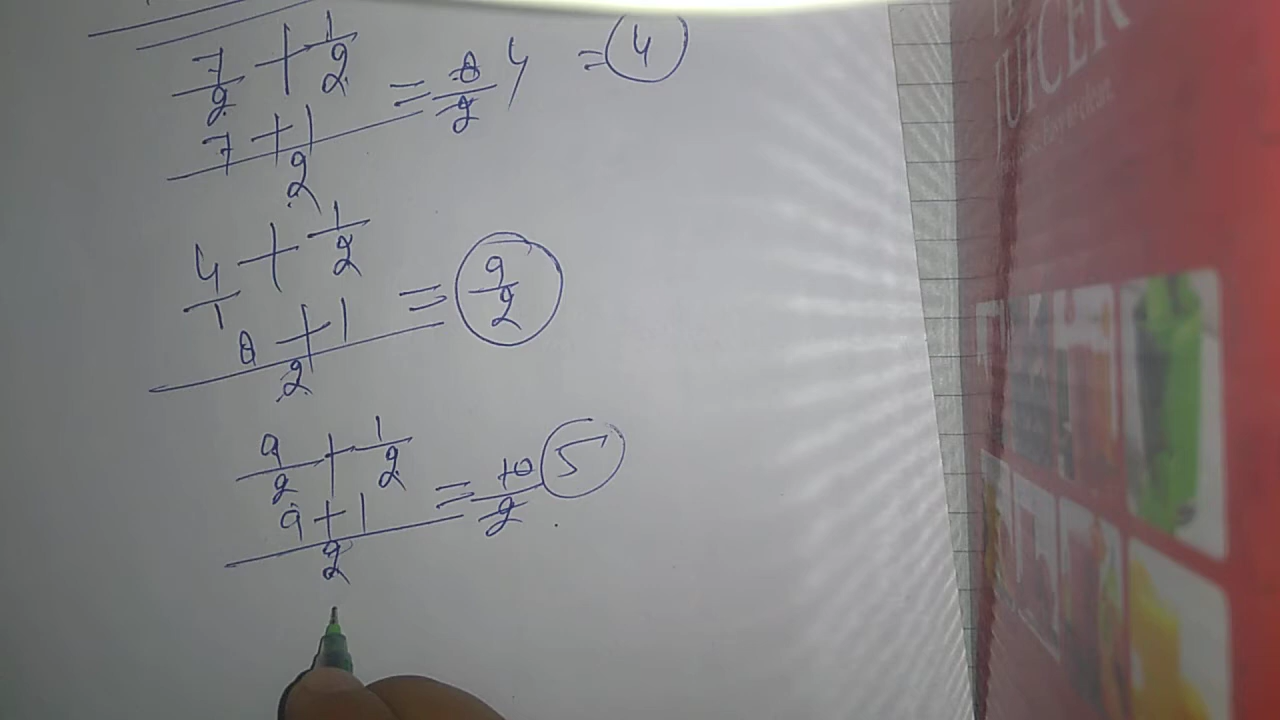 7/2 + 1/2
7 + 1 / 2 = 8/2 4 = 4
4/1 + 1/2
8 + 1 / 2 = 9/2
9/2 + 1/2
9 + 1 / 2 = 10/2 5
JUICER